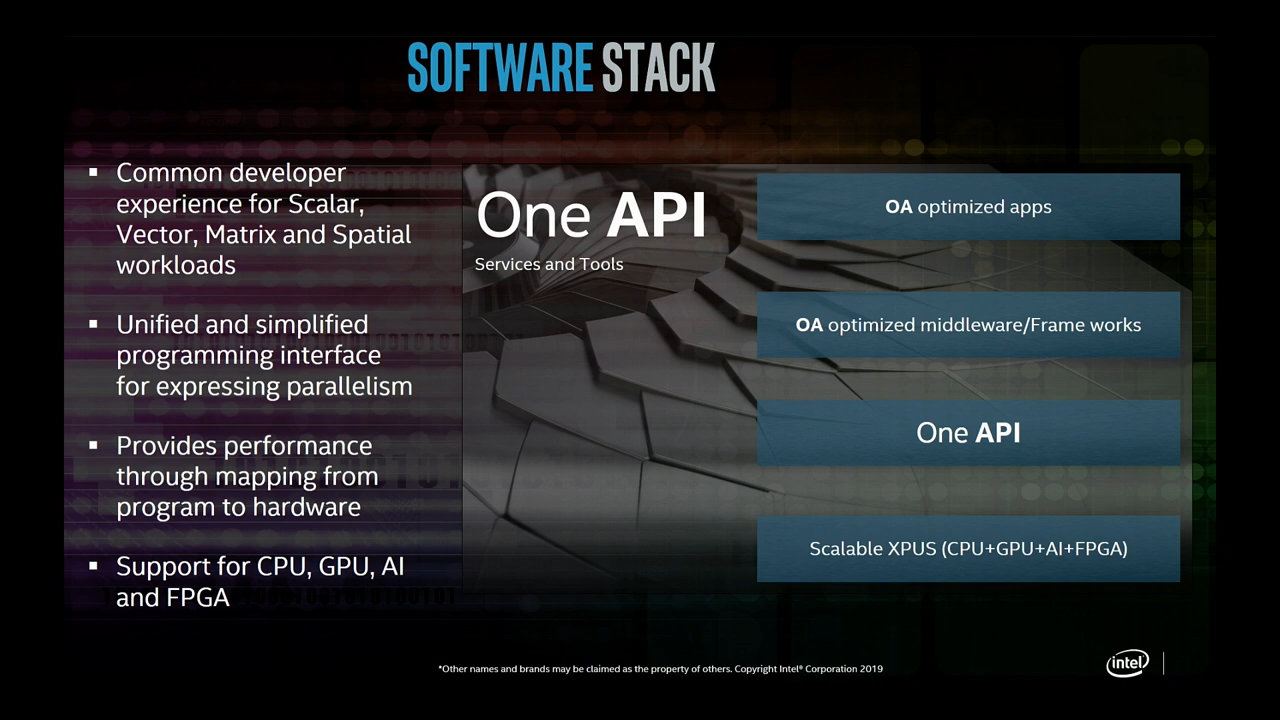 SOFTWARE STACK
▪ Common developer
experience for Scalar,
Vector, Matrix and Spatial
workloads
▪ Unified and simplified
programming interface
for expressing parallelism
▪ Provides performance
through mapping from
program to hardware
▪ Support for CPU, GPU, AI
and FPGA
One API
Services and Tools
OA optimized apps
OA optimized middleware/Frame works
One API
Scalable XPUS (CPU+GPU+AI+FPGA)
*Other names and brands may be claimed as the property of others. Copyright Intel® Corporation 2019
intel